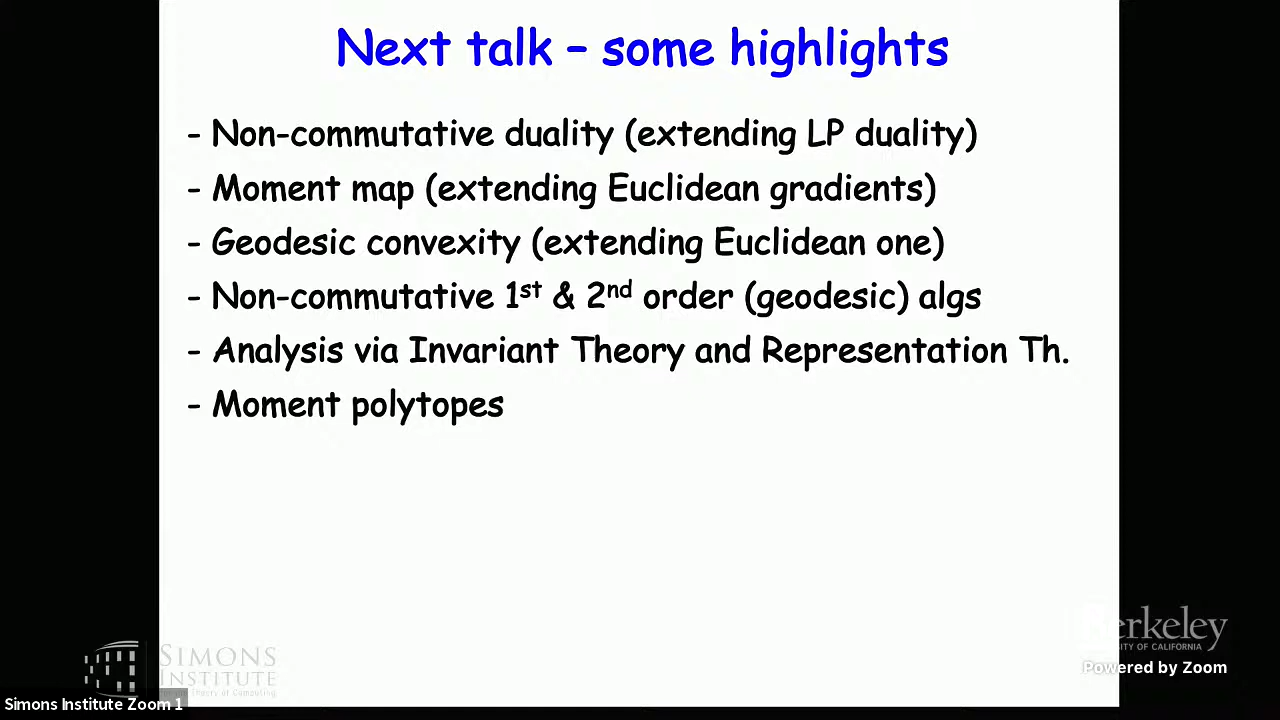 Next talk – some highlights
- Non-commutative duality (extending LP duality)
- Moment map (extending Euclidean gradients)
- Geodesic convexity (extending Euclidean one)
- Non-commutative 1st & 2nd order (geodesic) algs
- Analysis via Invariant Theory and Representation Th.
- Moment polytopes
SIMONS
INSTITUTE
Theory of Computing
Berkeley
OF CALIFORNIA
Powered by Zoom
Simons Institute Zoom 1